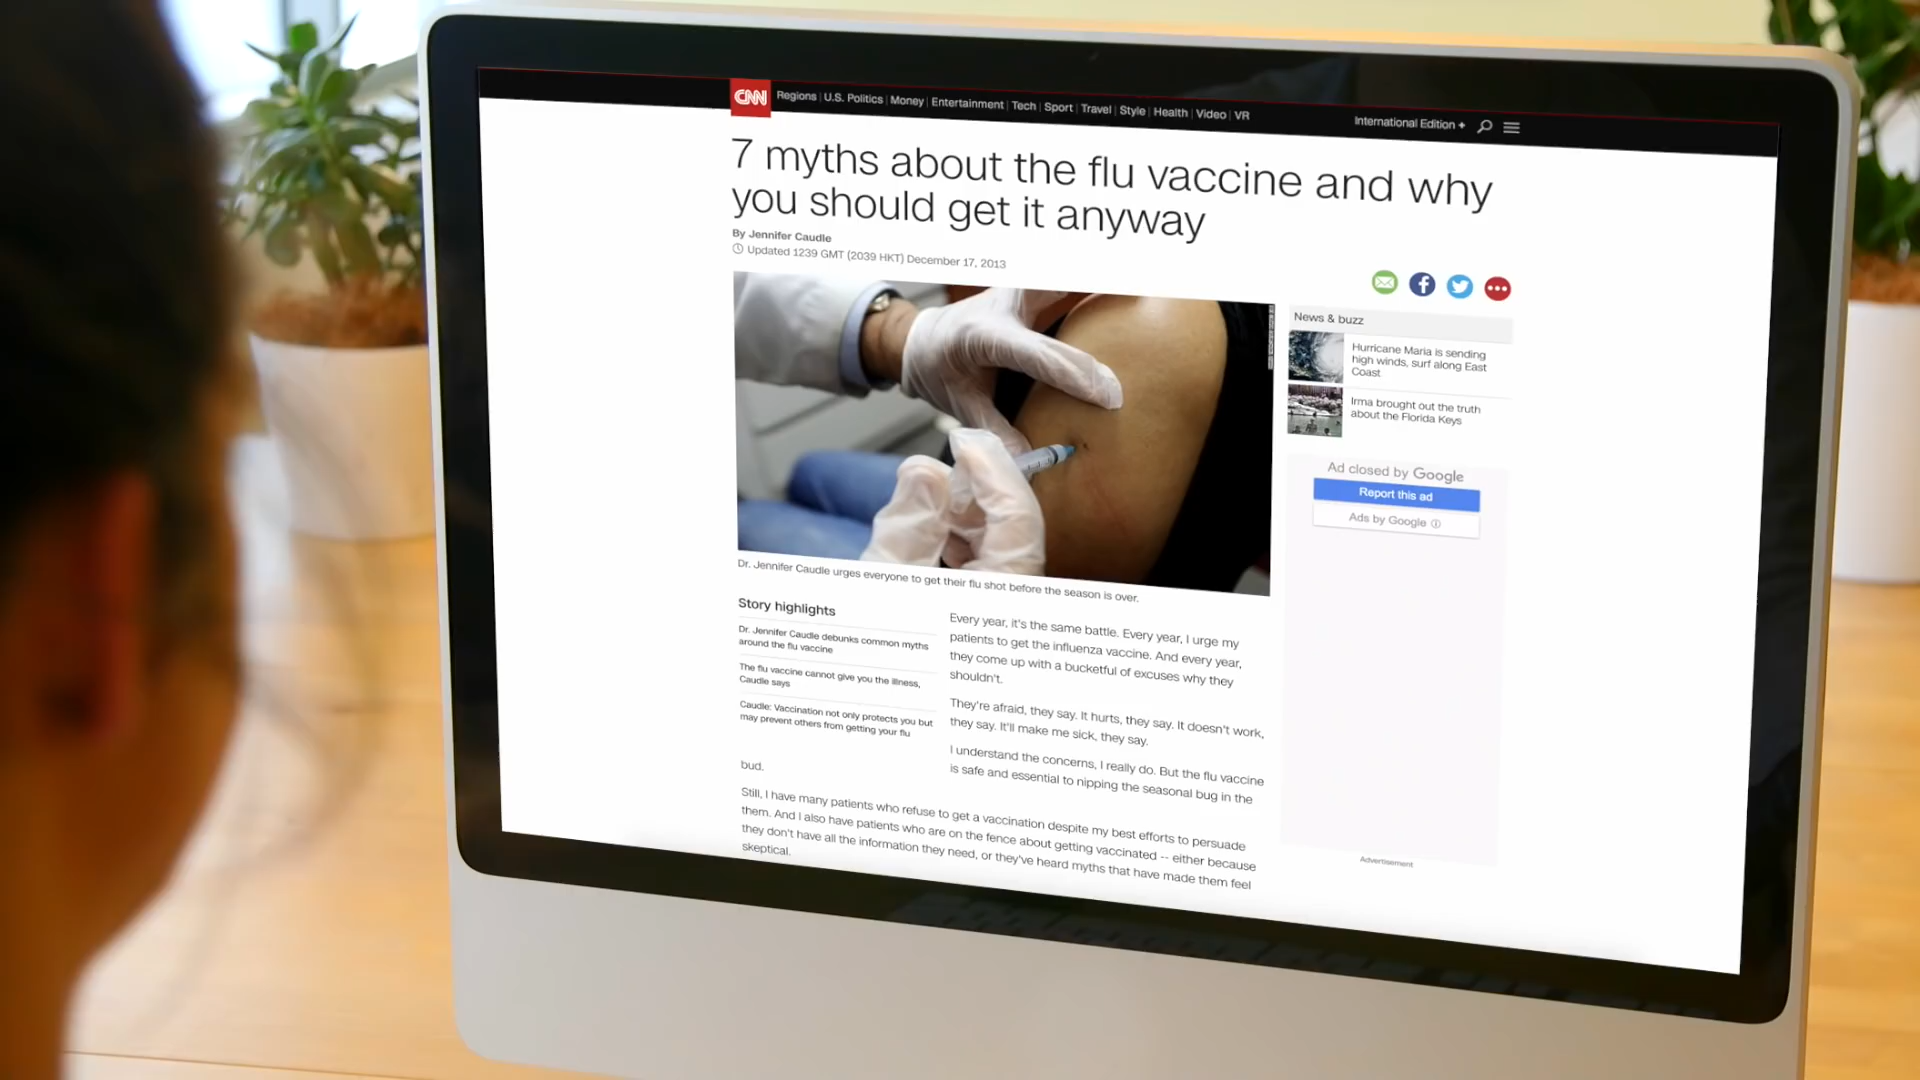 CNN Regions | U.S. Politics | Money | Entertainment | Tech | Sport | Travel | Style | Health | Video | VR
International Edition +
7 myths about the flu vaccine and why
you should get it anyway
By Jennifer Caudle
Updated 1239 GMT (2039 HKT) December 17, 2013
Dr. Jennifer Caudle urges everyone to get their flu shot before the season is over.
Story highlights
Dr. Jennifer Caudle debunks common myths
around the flu vaccine
The flu vaccine cannot give you the illness,
Caudle says
Caudle: Vaccination not only protects you but
may prevent others from getting your flu
Every year, it's the same battle. Every year, I urge my
patients to get the influenza vaccine. And every year,
they come up with a bucketful of excuses why they
shouldn't.
They're afraid, they say. It hurts, they say. It doesn't work,
they say. It'll make me sick, they say.
I understand the concerns, I really do. But the flu vaccine
is safe and essential to nipping the seasonal bug in the
bud.
Still, I have many patients who refuse to get a vaccination despite my best efforts to persuade
them. And I also have patients who are on the fence about getting vaccinated -- either because
they don't have all the information they need, or they've heard myths that have made them feel
skeptical.
News & buzz
Hurricane Maria is sending
high winds, surf along East
Coast
Irma brought out the truth
about the Florida Keys
Ad closed by Google
Report this ad
Ads by Google
Advertisement